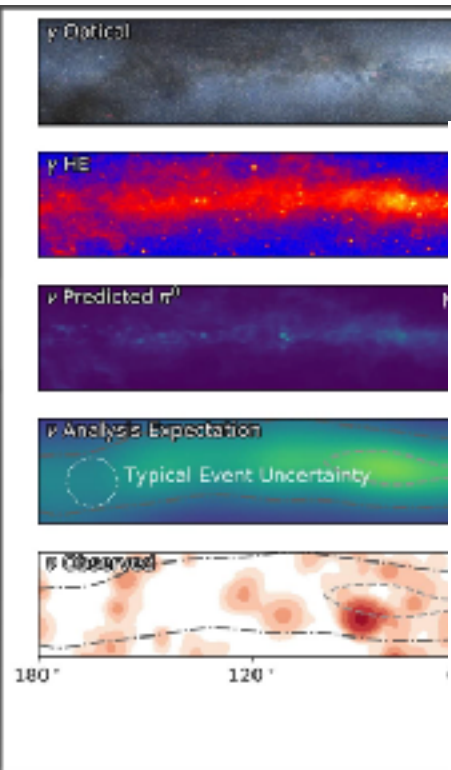 γ Optical
γ HE
ν Predicted π⁰
ν Analysis Expectation
Typical Event Uncertainty
ν Observed
180° 120°